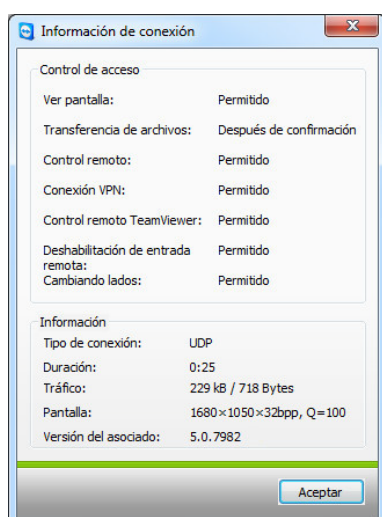 Información de conexión
Control de acceso
Ver pantalla: Permitido
Transferencia de archivos: Después de confirmación
Control remoto: Permitido
Conexión VPN: Permitido
Control remoto TeamViewer: Permitido
Deshabilitación de entrada Permitido
remota:
Cambiando lados: Permitido
Información
Tipo de conexión: UDP
Duración: 0:25
Tráfico: 229 kB / 718 Bytes
Pantalla: 1680×1050×32bpp, Q=100
Versión del asociado: 5.0.7982
Aceptar